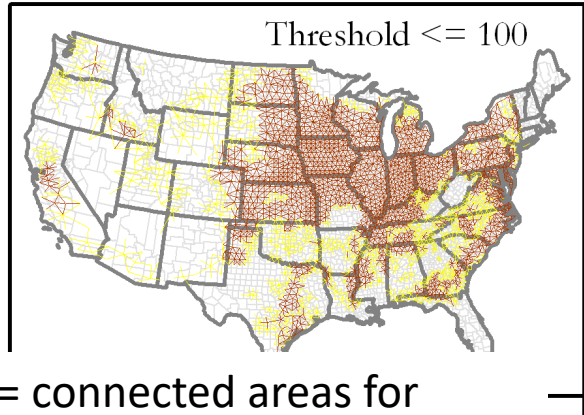 Threshold <= 100
= connected areas for